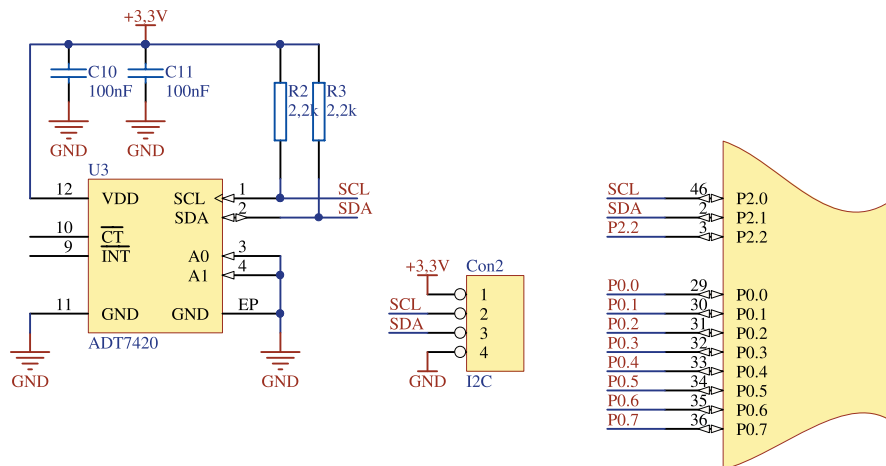 +3,3V
C10
100nF
C11
100nF
GND
GND
R2
2,2k
R3
2,2k
U3
12
VDD
SCL
1
SCL
SDA
2
SDA
10
CT
9
INT
A0
3
A1
4
11
GND
GND
EP
ADT7420
GND
GND
Con2
+3,3V
1
SCL
2
SDA
3
4
GND
I2C
SCL
46
P2.0
SDA
2
P2.1
P2.2
3
P2.2
P0.0
29
P0.0
P0.1
30
P0.1
P0.2
31
P0.2
P0.3
32
P0.3
P0.4
33
P0.4
P0.5
34
P0.5
P0.6
35
P0.6
P0.7
36
P0.7